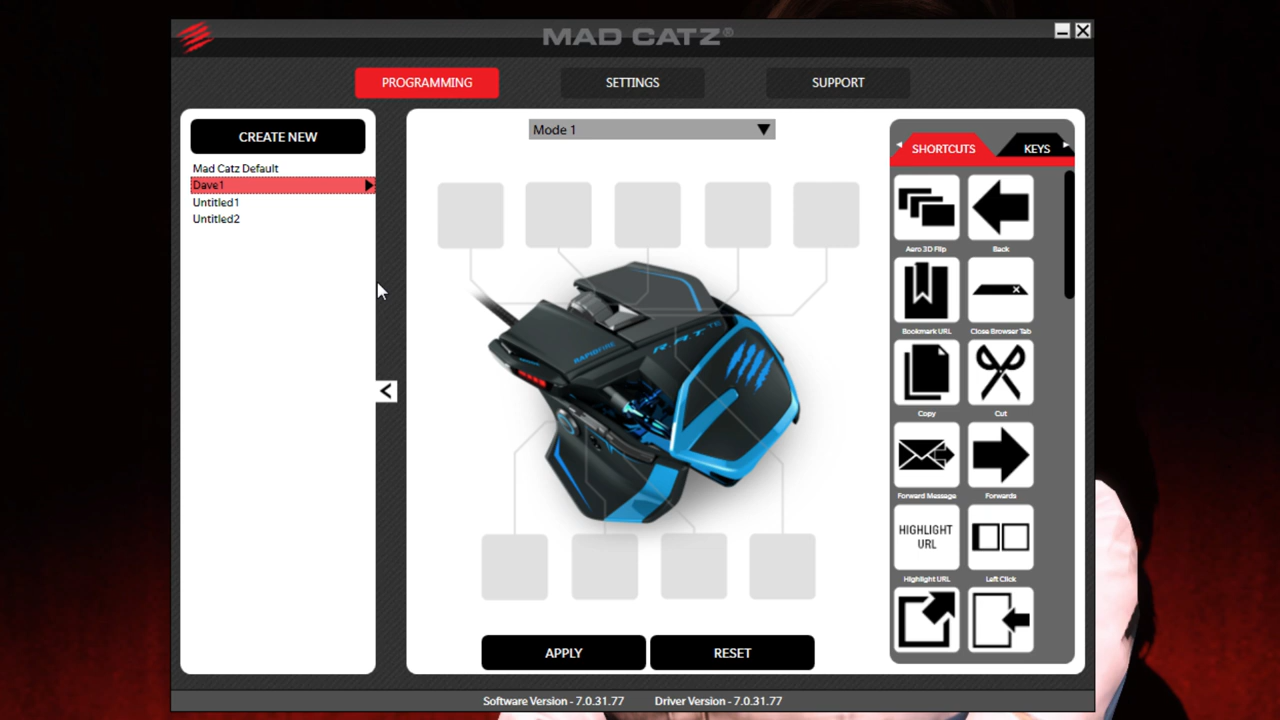 MAD CATZ®
PROGRAMMING
SETTINGS
SUPPORT
CREATE NEW
Mad Catz Default
Dave1
Untitled1
Untitled2
Mode 1
RAPIDFIRE
R.A.T TE
SHORTCUTS
KEYS
Aero 3D Flip
Back
Bookmark URL
Close Browser Tab
Copy
Cut
Forward Message
Forwards
HIGHLIGHT
URL
Highlight URL
Left Click
APPLY
RESET
Software Version - 7.0.31.77
Driver Version - 7.0.31.77